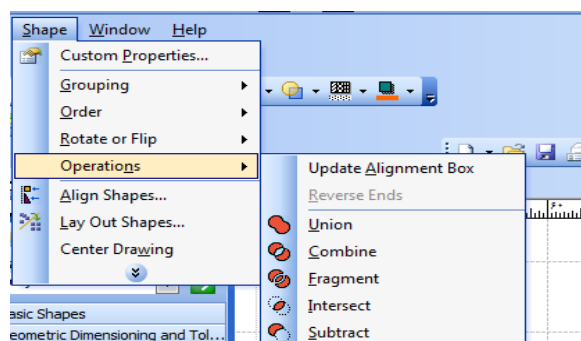 Shape Window Help
Custom Properties...
Grouping
Order
Rotate or Flip
Operations
Update Alignment Box
Reverse Ends
Align Shapes...
Lay Out Shapes...
Union
Center Drawing
Combine
Fragment
Intersect
asic Shapes
eometric Dimensioning and Tol...
Subtract